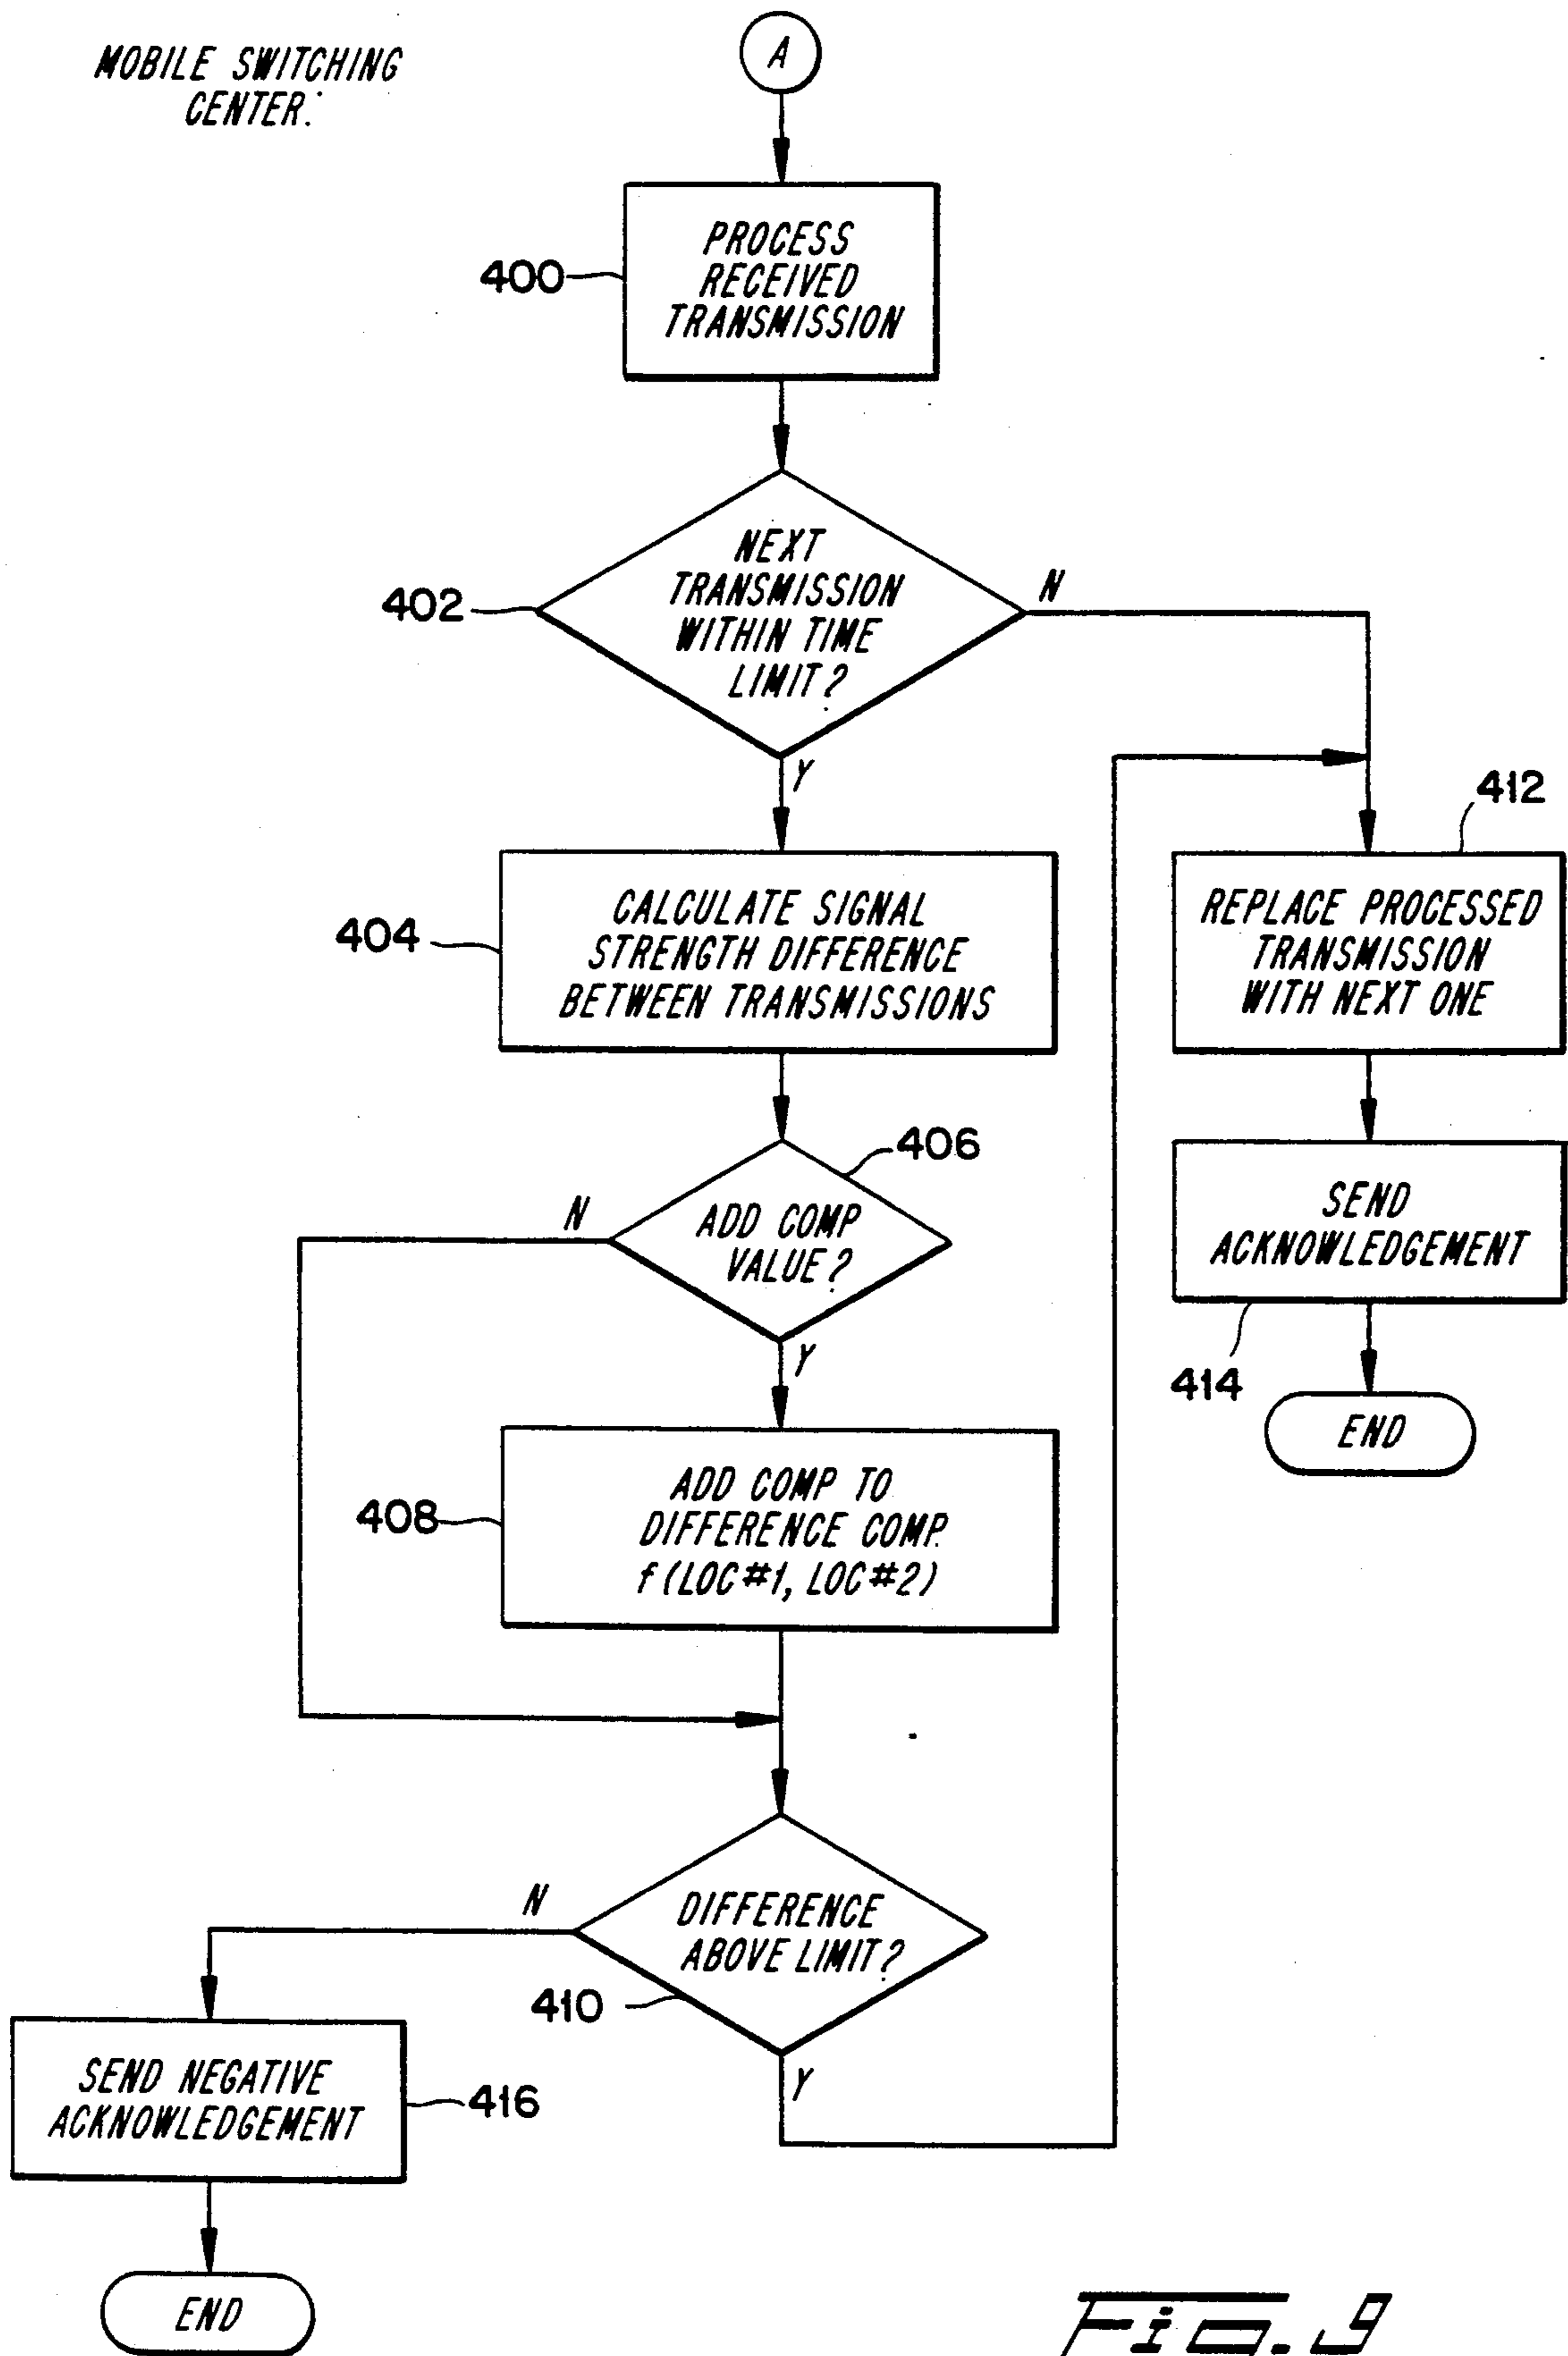 MOBILE SWITCHING
CENTER:
A
400
PROCESS
RECEIVED
TRANSMISSION
402
NEXT
TRANSMISSION
WITHIN TIME
LIMIT?
N
Y
412
404
CALCULATE SIGNAL
STRENGTH DIFFERENCE
BETWEEN TRANSMISSIONS
REPLACE PROCESSED
TRANSMISSION
WITH NEXT ONE
406
N
ADD COMP
VALUE?
Y
SEND
ACKNOWLEDGEMENT
414
END
408
ADD COMP TO
DIFFERENCE COMP.
f (LOC #1, LOC #2)
N
DIFFERENCE
ABOVE LIMIT?
410
Y
SEND NEGATIVE
ACKNOWLEDGEMENT
416
END
Fig. 9